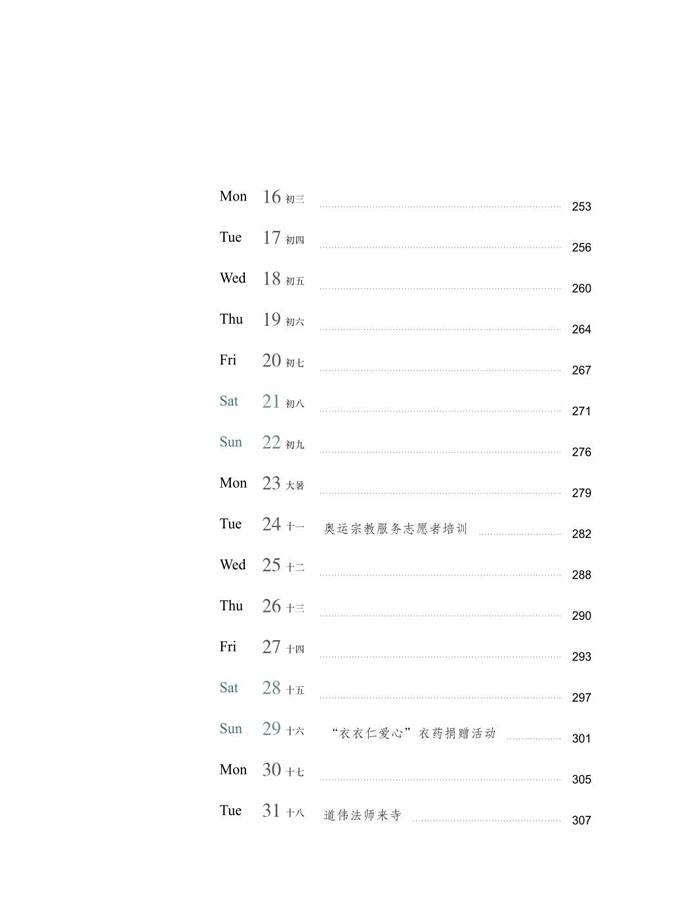 Mon 16 初三 253
Tue 17 初四 256
Wed 18 初五 260
Thu 19 初六 264
Fri 20 初七 267
Sat 21 初八 271
Sun 22 初九 276
Mon 23 大暑 279
Tue 24 十一 奥运宗教服务志愿者培训 282
Wed 25 十二 288
Thu 26 十三 290
Fri 27 十四 293
Sat 28 十五 297
Sun 29 十六 “衣衣仁爱心”衣药捐赠活动 301
Mon 30 十七 305
Tue 31 十八 道伟法师来寺 307